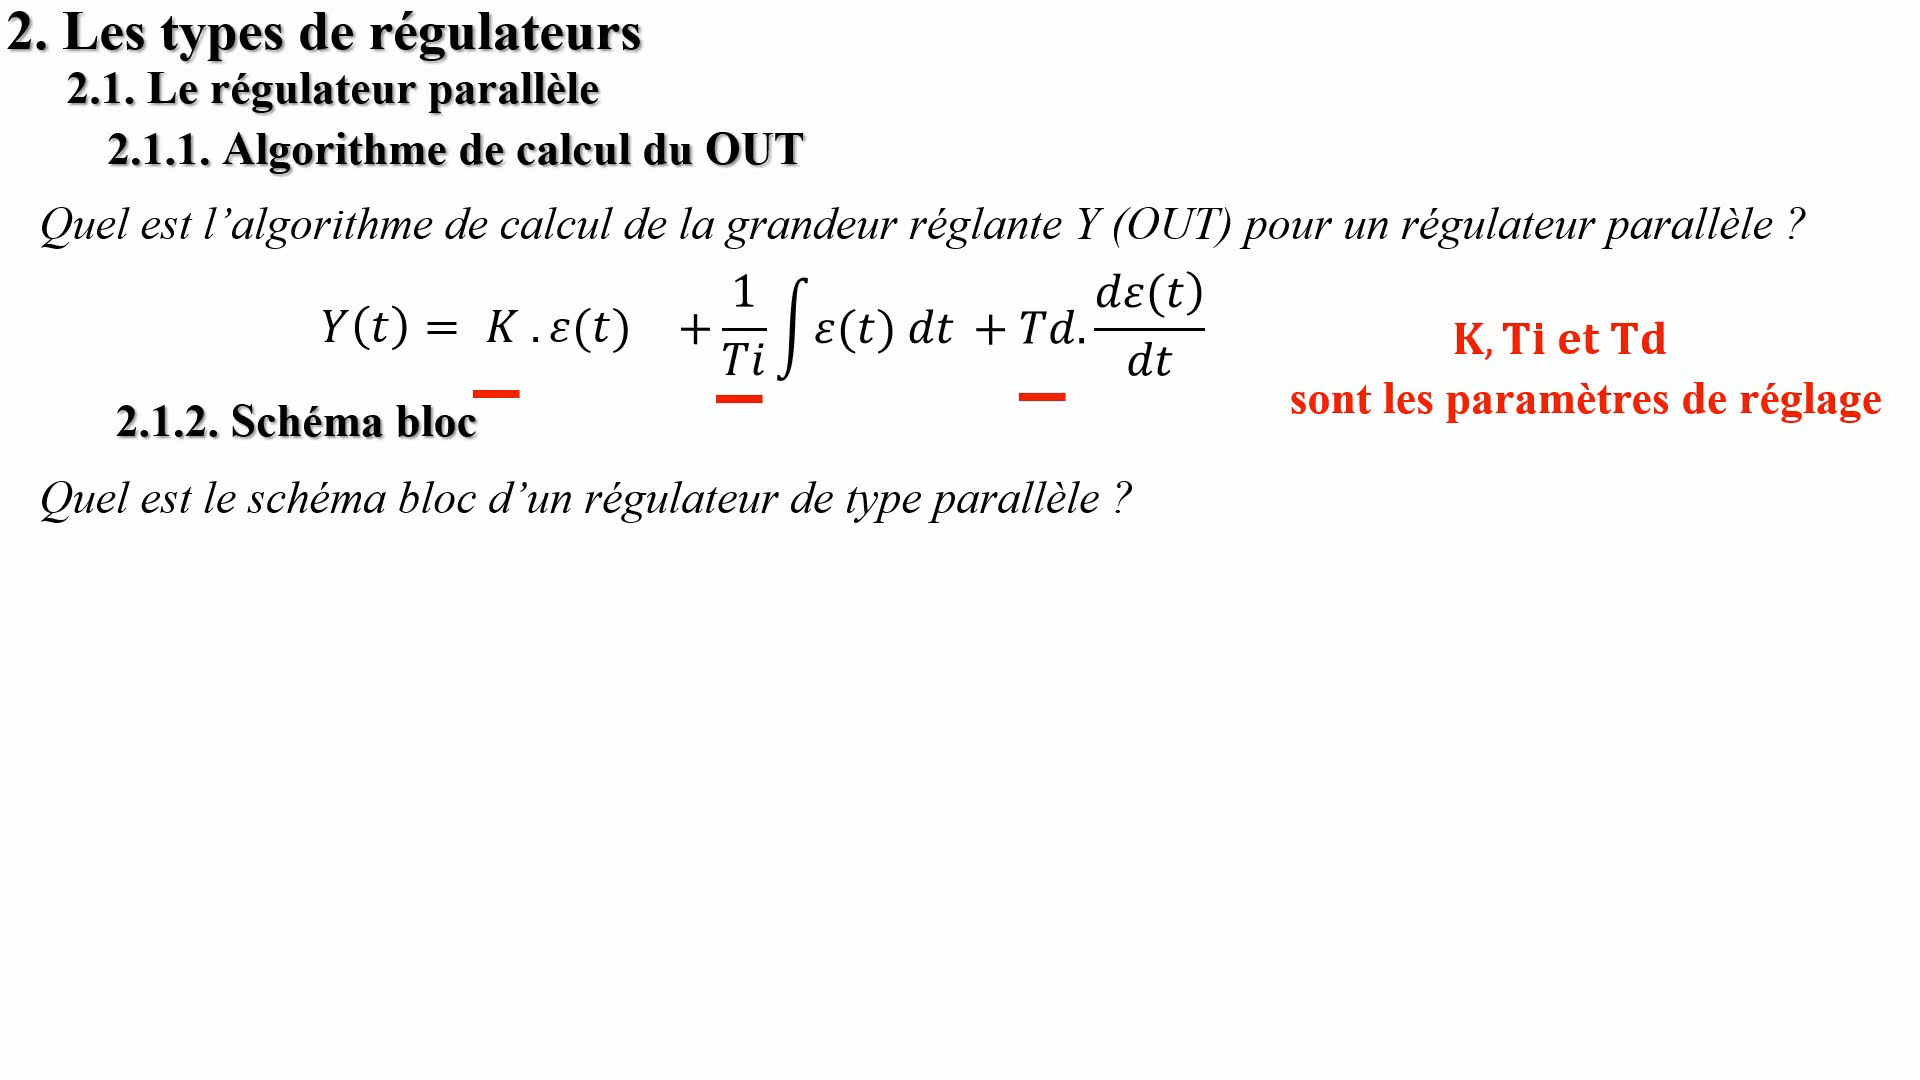 2. Les types de régulateurs
2.1. Le régulateur parallèle
2.1.1. Algorithme de calcul du OUT
Quel est l’algorithme de calcul de la grandeur réglante Y (OUT) pour un régulateur parallèle ?
Y(t) = K . ε(t) + 1/Ti ∫ ε(t) dt + Td. dε(t)/dt
K, Ti et Td
sont les paramètres de réglage
2.1.2. Schéma bloc
Quel est le schéma bloc d’un régulateur de type parallèle ?